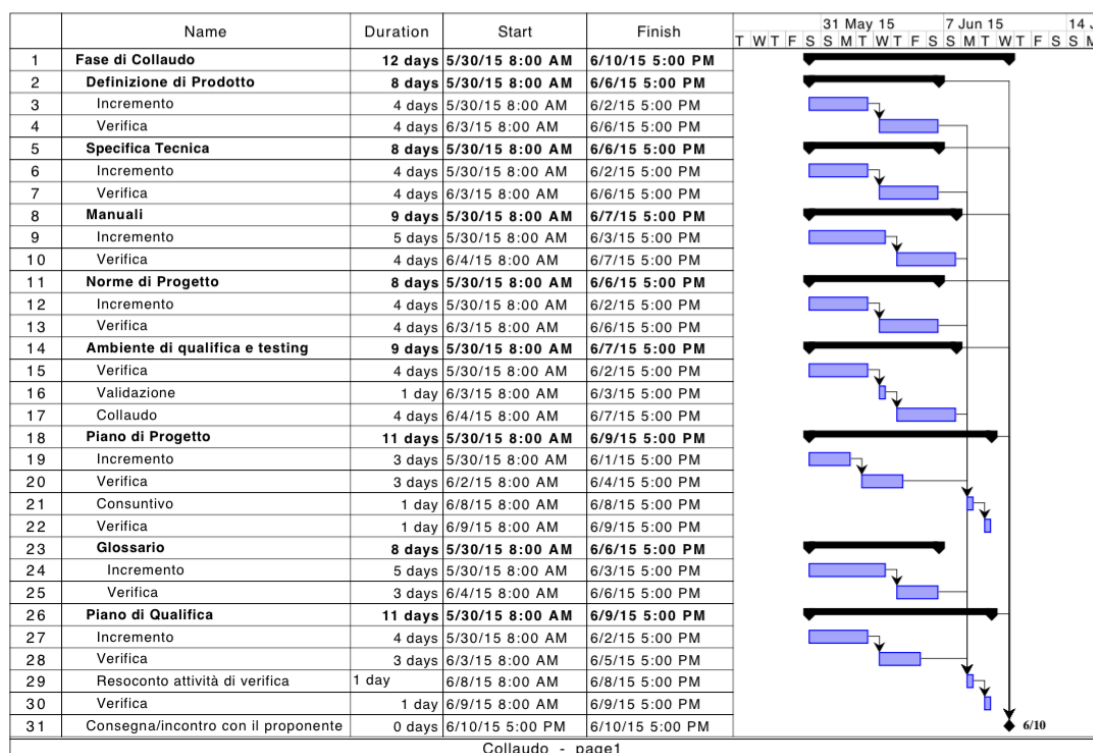 31 May 15 7 Jun 15 14 J
Name Duration Start Finish
T W T F S S M T W T F S S M T W T F S S M
1 Fase di Collaudo 12 days 5/30/15 8:00 AM 6/10/15 5:00 PM
2 Definizione di Prodotto 8 days 5/30/15 8:00 AM 6/6/15 5:00 PM
3 Incremento 4 days 5/30/15 8:00 AM 6/2/15 5:00 PM
4 Verifica 4 days 6/3/15 8:00 AM 6/6/15 5:00 PM
5 Specifica Tecnica 8 days 5/30/15 8:00 AM 6/6/15 5:00 PM
6 Incremento 4 days 5/30/15 8:00 AM 6/2/15 5:00 PM
7 Verifica 4 days 6/3/15 8:00 AM 6/6/15 5:00 PM
8 Manuali 9 days 5/30/15 8:00 AM 6/7/15 5:00 PM
9 Incremento 5 days 5/30/15 8:00 AM 6/3/15 5:00 PM
10 Verifica 4 days 6/4/15 8:00 AM 6/7/15 5:00 PM
11 Norme di Progetto 8 days 5/30/15 8:00 AM 6/6/15 5:00 PM
12 Incremento 4 days 5/30/15 8:00 AM 6/2/15 5:00 PM
13 Verifica 4 days 6/3/15 8:00 AM 6/6/15 5:00 PM
14 Ambiente di qualifica e testing 9 days 5/30/15 8:00 AM 6/7/15 5:00 PM
15 Verifica 4 days 5/30/15 8:00 AM 6/2/15 5:00 PM
16 Validazione 1 day 6/3/15 8:00 AM 6/3/15 5:00 PM
17 Collaudo 4 days 6/4/15 8:00 AM 6/7/15 5:00 PM
18 Piano di Progetto 11 days 5/30/15 8:00 AM 6/9/15 5:00 PM
19 Incremento 3 days 5/30/15 8:00 AM 6/1/15 5:00 PM
20 Verifica 3 days 6/2/15 8:00 AM 6/4/15 5:00 PM
21 Consuntivo 1 day 6/8/15 8:00 AM 6/8/15 5:00 PM
22 Verifica 1 day 6/9/15 8:00 AM 6/9/15 5:00 PM
23 Glossario 8 days 5/30/15 8:00 AM 6/6/15 5:00 PM
24 Incremento 5 days 5/30/15 8:00 AM 6/3/15 5:00 PM
25 Verifica 3 days 6/4/15 8:00 AM 6/6/15 5:00 PM
26 Piano di Qualifica 11 days 5/30/15 8:00 AM 6/9/15 5:00 PM
27 Incremento 4 days 5/30/15 8:00 AM 6/2/15 5:00 PM
28 Verifica 3 days 6/3/15 8:00 AM 6/5/15 5:00 PM
29 Resoconto attività di verifica 1 day 6/8/15 8:00 AM 6/8/15 5:00 PM
30 Verifica 1 day 6/9/15 8:00 AM 6/9/15 5:00 PM
31 Consegna/incontro con il proponente 0 days 6/10/15 5:00 PM 6/10/15 5:00 PM 6/10
Collaudo - page1